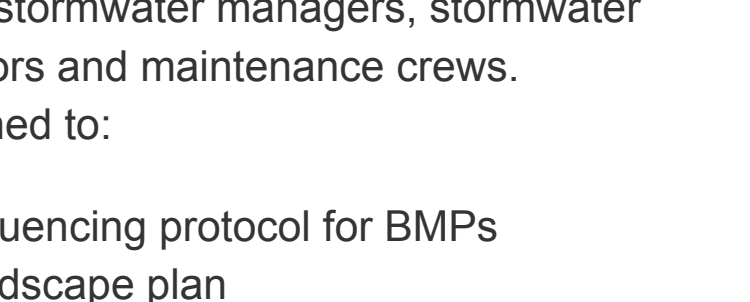 stormwater managers, stormwater
ors and maintenance crews.
ned to:
uencing protocol for BMPs
dscape plan